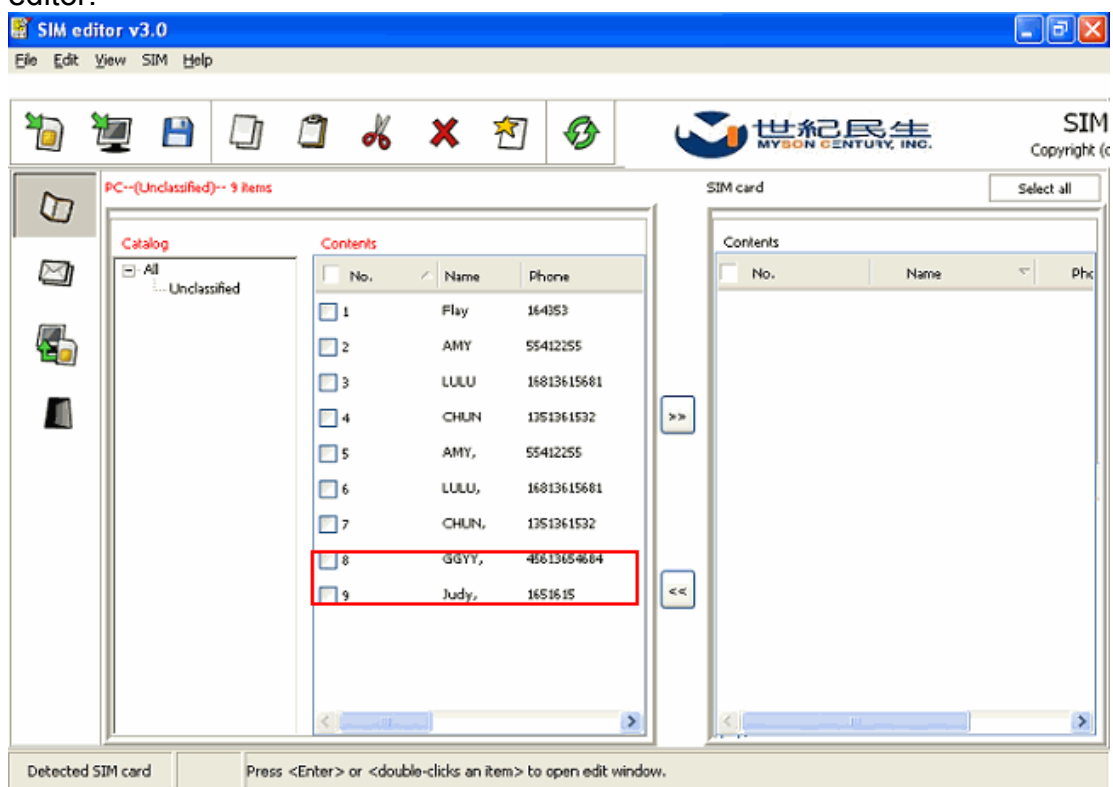 editor.
SIM editor v3.0
File Edit View SIM Help
世紀民生
MYSON CENTURY, INC.
SIM
Copyright (c
PC--(Unclassified)-- 9 items
SIM card
Select all
Catalog
All
Unclassified
Contents
No. Name Phone
1 Flay 164353
2 AMY 55412255
3 LULU 16813615681
4 CHUN 1351361532
5 AMY, 55412255
6 LULU, 16813615681
7 CHUN, 1351361532
8 GGYY, 45613654684
9 Judy, 1651615
>>
<<
Contents
No. Name Pho
Detected SIM card
Press <Enter> or <double-clicks an item> to open edit window.